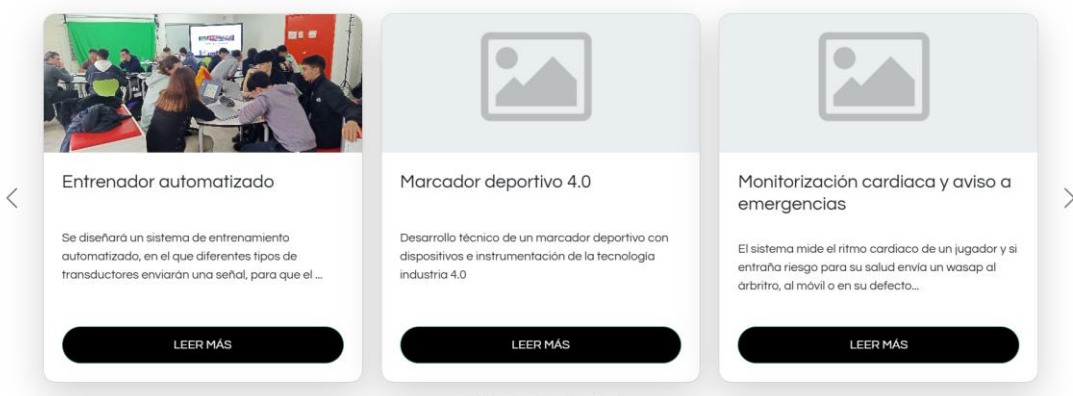 Entrenador automatizado
Se diseñará un sistema de entrenamiento
automatizado, en el que diferentes tipos de
transductores enviarán una señal, para que el ...
LEER MÁS
Marcador deportivo 4.0
Desarrollo técnico de un marcador deportivo con
dispositivos e instrumentación de la tecnología
industria 4.0
LEER MÁS
Monitorización cardiaca y aviso a
emergencias
El sistema mide el ritmo cardiaco de un jugador y si
entraña riesgo para su salud envía un wasap al
árbritro, al móvil o en su defecto...
LEER MÁS